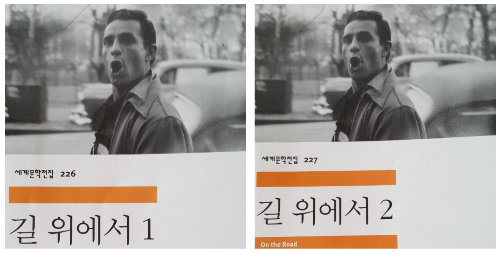 세계문학전집 226
길 위에서 1
세계문학전집 227
길 위에서 2
On the Road